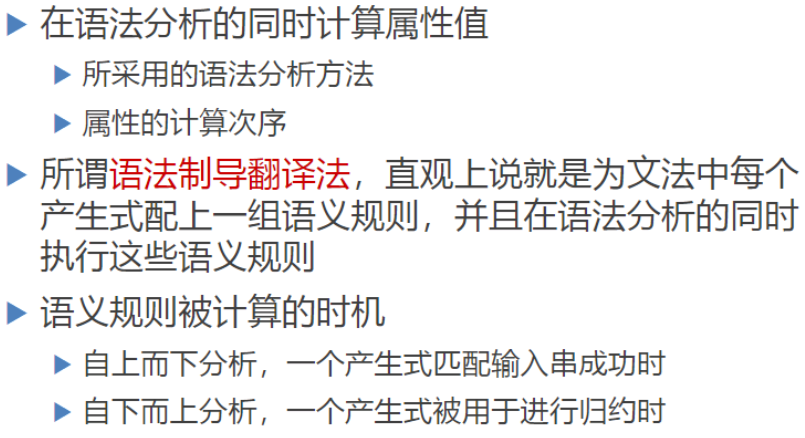 在语法分析的同时计算属性值
所采用的语法分析方法
属性的计算次序
所谓语法制导翻译法，直观上说就是为文法中每个
产生式配上一组语义规则，并且在语法分析的同时
执行这些语义规则
语义规则被计算的时机
自上而下分析，一个产生式匹配输入串成功时
自下而上分析，一个产生式被用于进行归约时